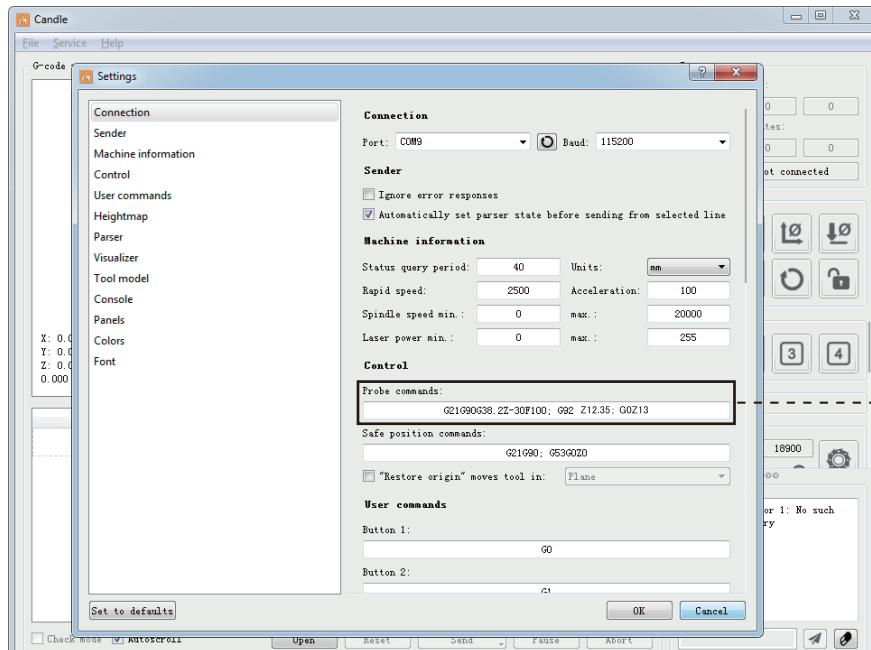 Candle
File Service Help
G-code
Settings
Connection
Sender
Machine information
Control
User commands
Heightmap
Parser
Visualizer
Tool model
Console
Panels
Colors
Font
Connection
Port: COM9 Baud: 115200
Sender
Ignore error responses
Automatically set parser state before sending from selected line
Machine information
Status query period: 40 Units: mm
Rapid speed: 2500 Acceleration: 100
Spindle speed min.: 0 max.: 20000
Laser power min.: 0 max.: 255
Control
Probe commands:
G21G90G38.2Z-30F100; G92 Z12.35; G0Z13
Safe position commands:
G21G90; G53G0Z0
"Restore origin" moves tool in: Plane
User commands
Button 1:
G0
Button 2:
G1
Set to defaults OK Cancel
0 0
tes:
0 0
ot connected
3 4
18900
or 1: No such
ry
X: 0.0
Y: 0.0
Z: 0.0
0.000
Check mode Autoscroll Open Reset Send Pause Abort